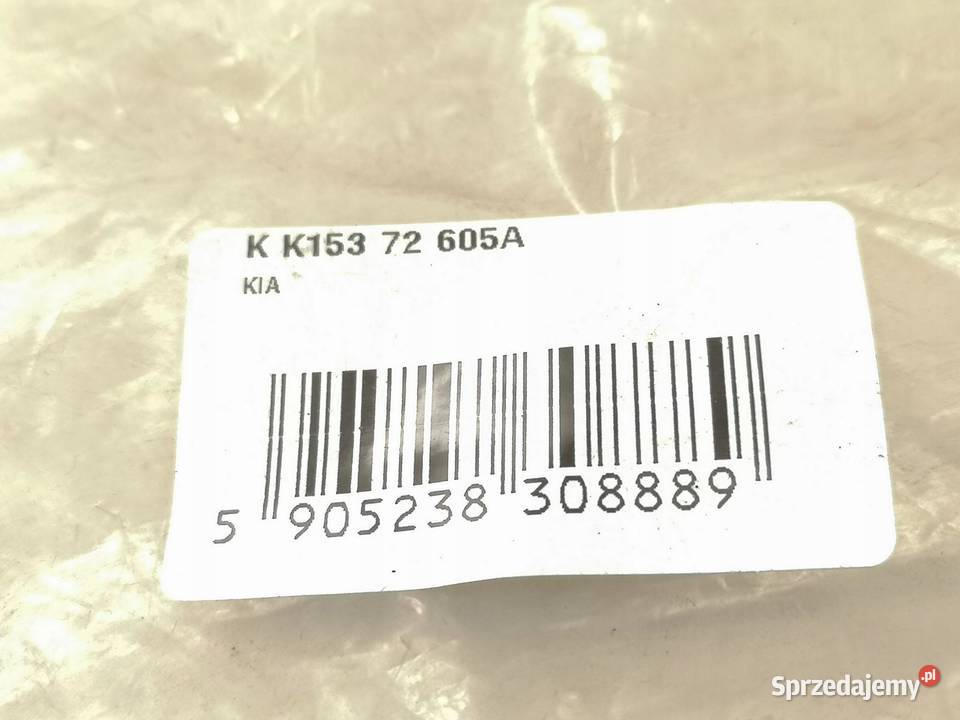 K K153 72 605A
KIA
5 905238 308889
Sprzedajemy.pl